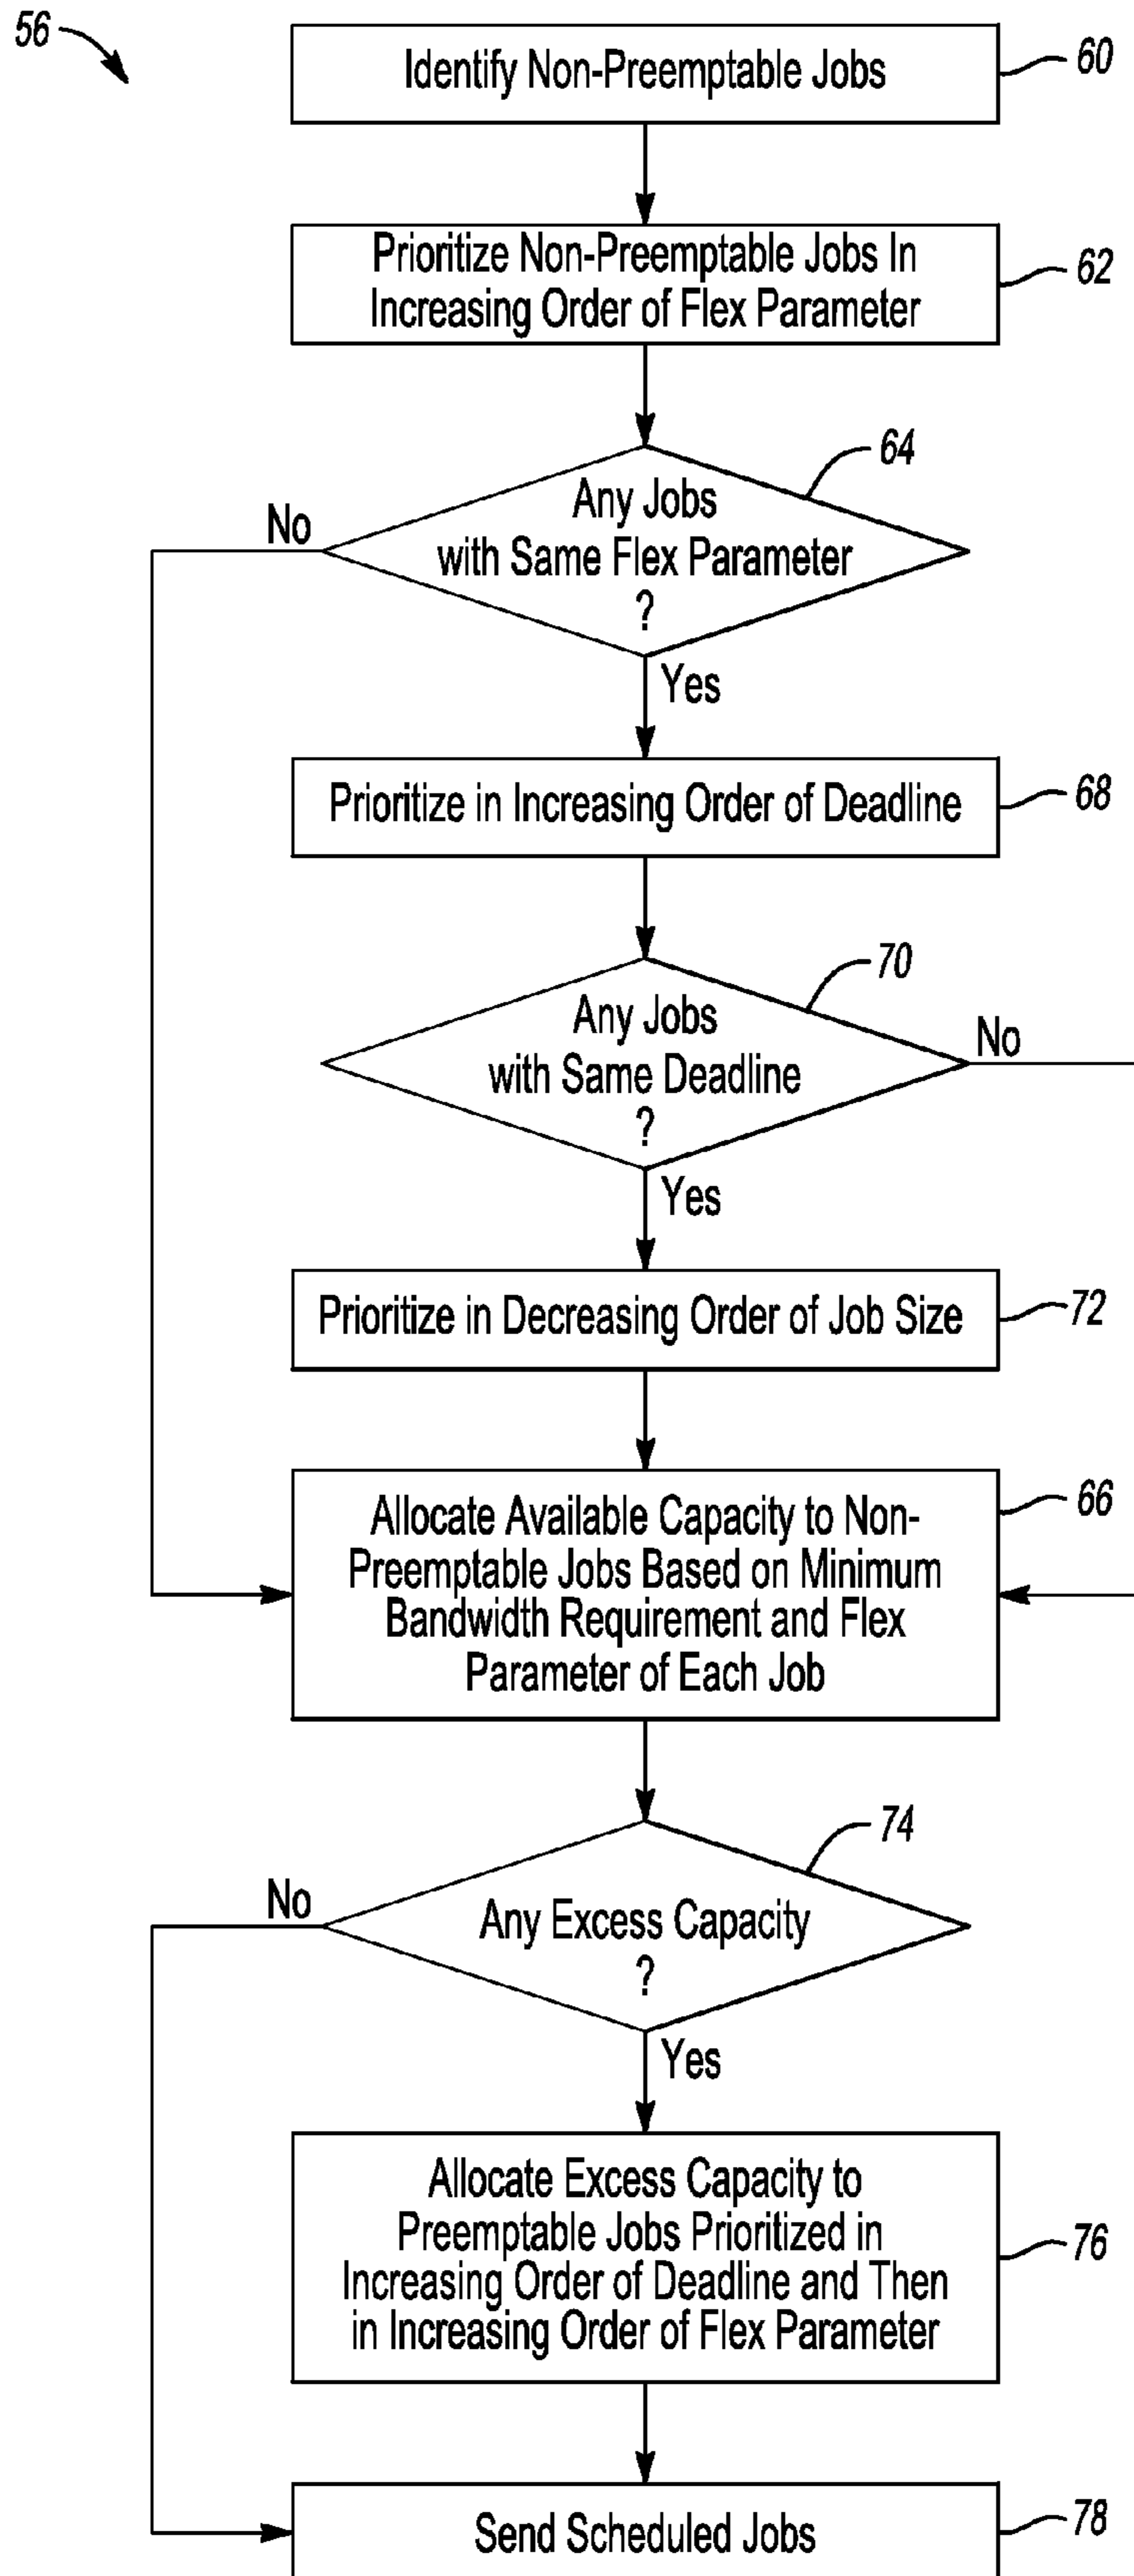 56
Identify Non-Preemptable Jobs
60
Prioritize Non-Preemptable Jobs In
Increasing Order of Flex Parameter
62
64
Any Jobs
with Same Flex Parameter
?
No
Yes
Prioritize in Increasing Order of Deadline
68
70
Any Jobs
with Same Deadline
?
No
Yes
Prioritize in Decreasing Order of Job Size
72
Allocate Available Capacity to Non-
Preemptable Jobs Based on Minimum
Bandwidth Requirement and Flex
Parameter of Each Job
66
74
No
Any Excess Capacity
?
Yes
Allocate Excess Capacity to
Preemptable Jobs Prioritized in
Increasing Order of Deadline and Then
in Increasing Order of Flex Parameter
76
Send Scheduled Jobs
78